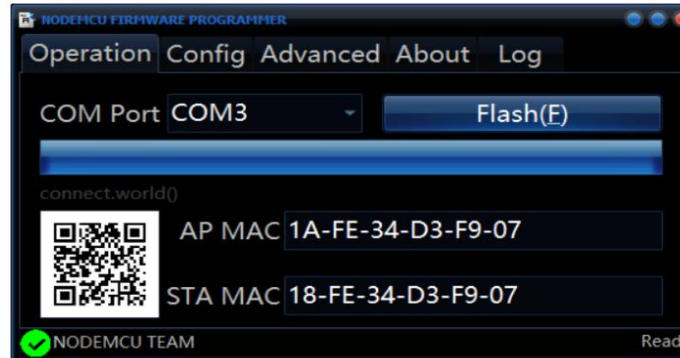 NODEMCU FIRMWARE PROGRAMMER
Operation Config Advanced About Log
COM Port COM3 Flash(F)
connect.world()
AP MAC 1A-FE-34-D3-F9-07
STA MAC 18-FE-34-D3-F9-07
NODEMCU TEAM Read